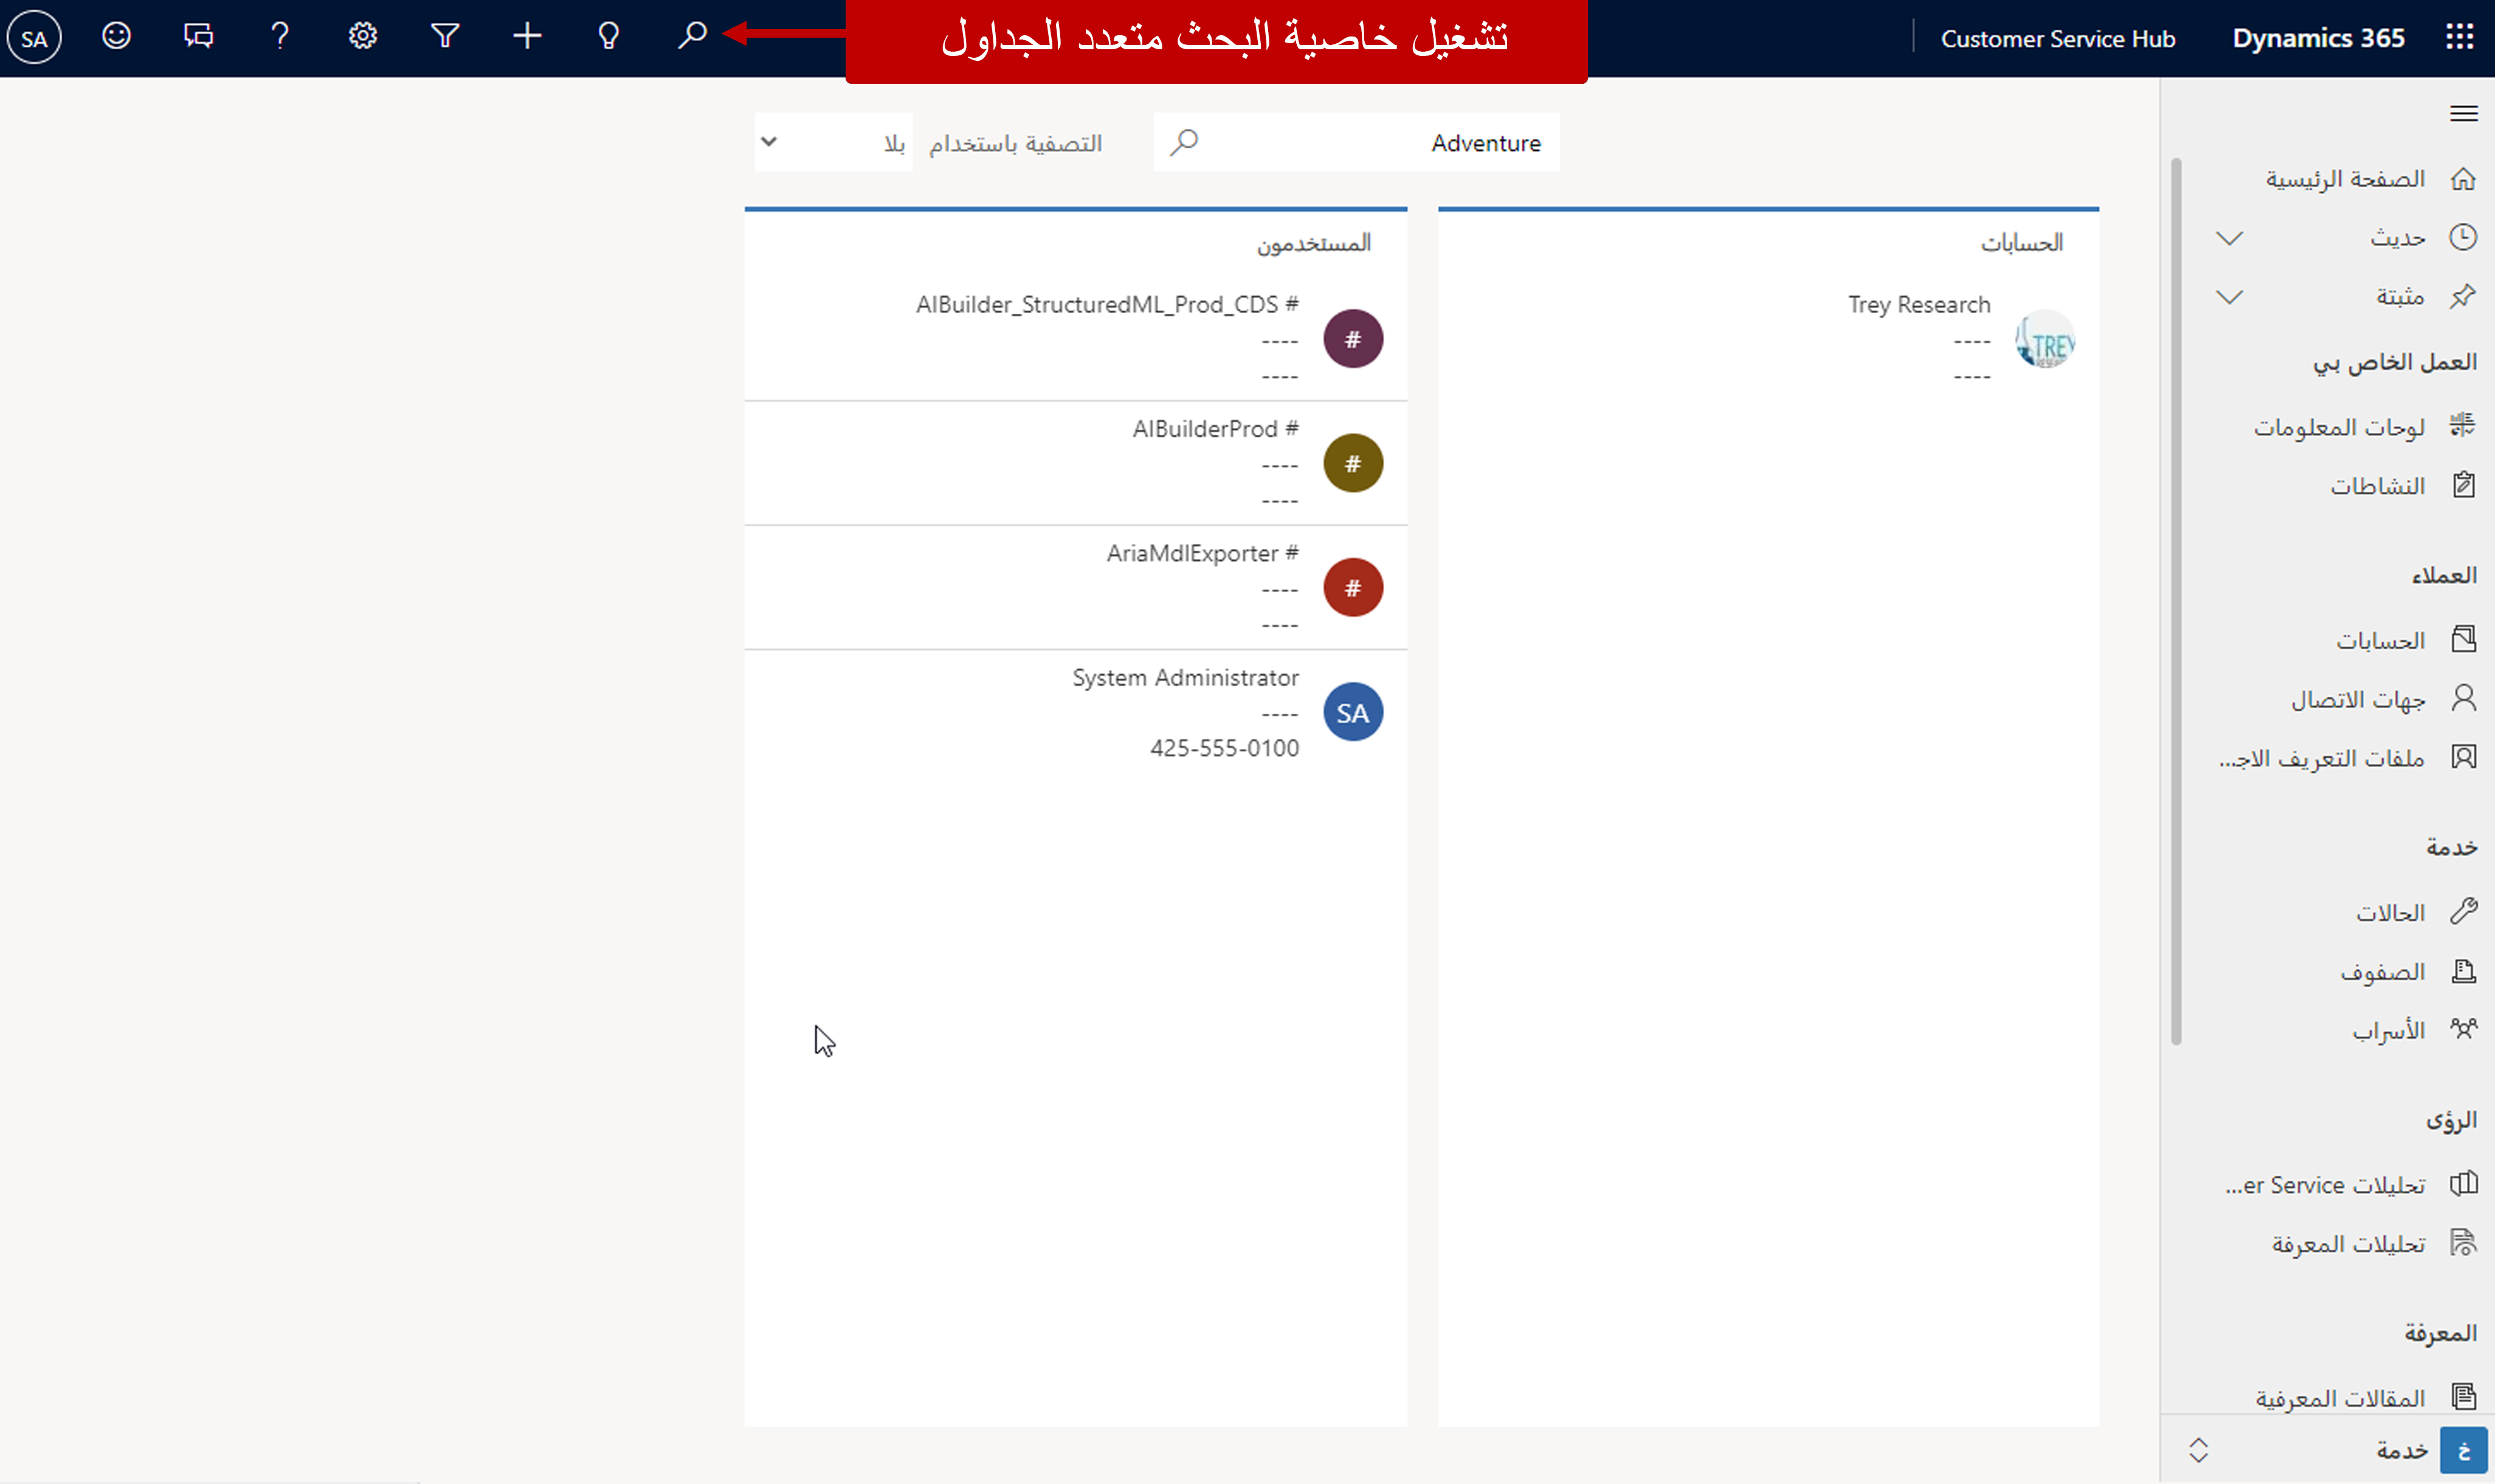 Dynamics 365
Customer Service Hub
تشغيل خاصية البحث متعدد الجداول
SA
Adventure
التصفية باستخدام
بلا
الصفحة الرئيسية
حديث
مثبتة
العمل الخاص بي
لوحات المعلومات
النشاطات
العملاء
الحسابات
جهات الاتصال
ملفات التعريف الاجـ...
خدمة
الحالات
الصفوف
الأسراب
الرؤى
تحليلات er Service...
تحليلات المعرفة
المعرفة
المقالات المعرفية
خ
خدمة
الحسابات
TREY
Trey Research
----
----
المستخدمون
#
# AIBuilder_StructuredML_Prod_CDS
----
----
#
# AIBuilderProd
----
----
#
# AriaMdlExporter
----
----
SA
System Administrator
----
425-555-0100